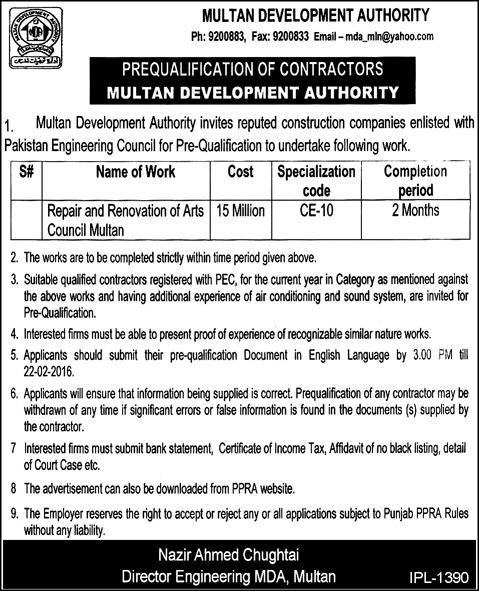 MULTAN DEVELOPMENT AUTHORITY
Ph: 9200883, Fax: 9200833 Email – mda_mln@yahoo.com
PREQUALIFICATION OF CONTRACTORS
MULTAN DEVELOPMENT AUTHORITY
1. Multan Development Authority invites reputed construction companies enlisted with
Pakistan Engineering Council for Pre-Qualification to undertake following work.
S# Name of Work Cost Specialization Completion
code period
Repair and Renovation of Arts 15 Million CE-10 2 Months
Council Multan
2. The works are to be completed strictly within time period given above.
3. Suitable qualified contractors registered with PEC, for the current year in Category as mentioned against
the above works and having additional experience of air conditioning and sound system, are invited for
Pre-Qualification.
4. Interested firms must be able to present proof of experience of recognizable similar nature works.
5. Applicants should submit their pre-qualification Document in English Language by 3.00 PM till
22-02-2016.
6. Applicants will ensure that information being supplied is correct. Prequalification of any contractor may be
withdrawn of any time if significant errors or false information is found in the documents (s) supplied by
the contractor.
7 Interested firms must submit bank statement, Certificate of Income Tax, Affidavit of no black listing, detail
of Court Case etc.
8 The advertisement can also be downloaded from PPRA website.
9. The Employer reserves the right to accept or reject any or all applications subject to Punjab PPRA Rules
without any liability.
Nazir Ahmed Chughtai
Director Engineering MDA, Multan IPL-1390